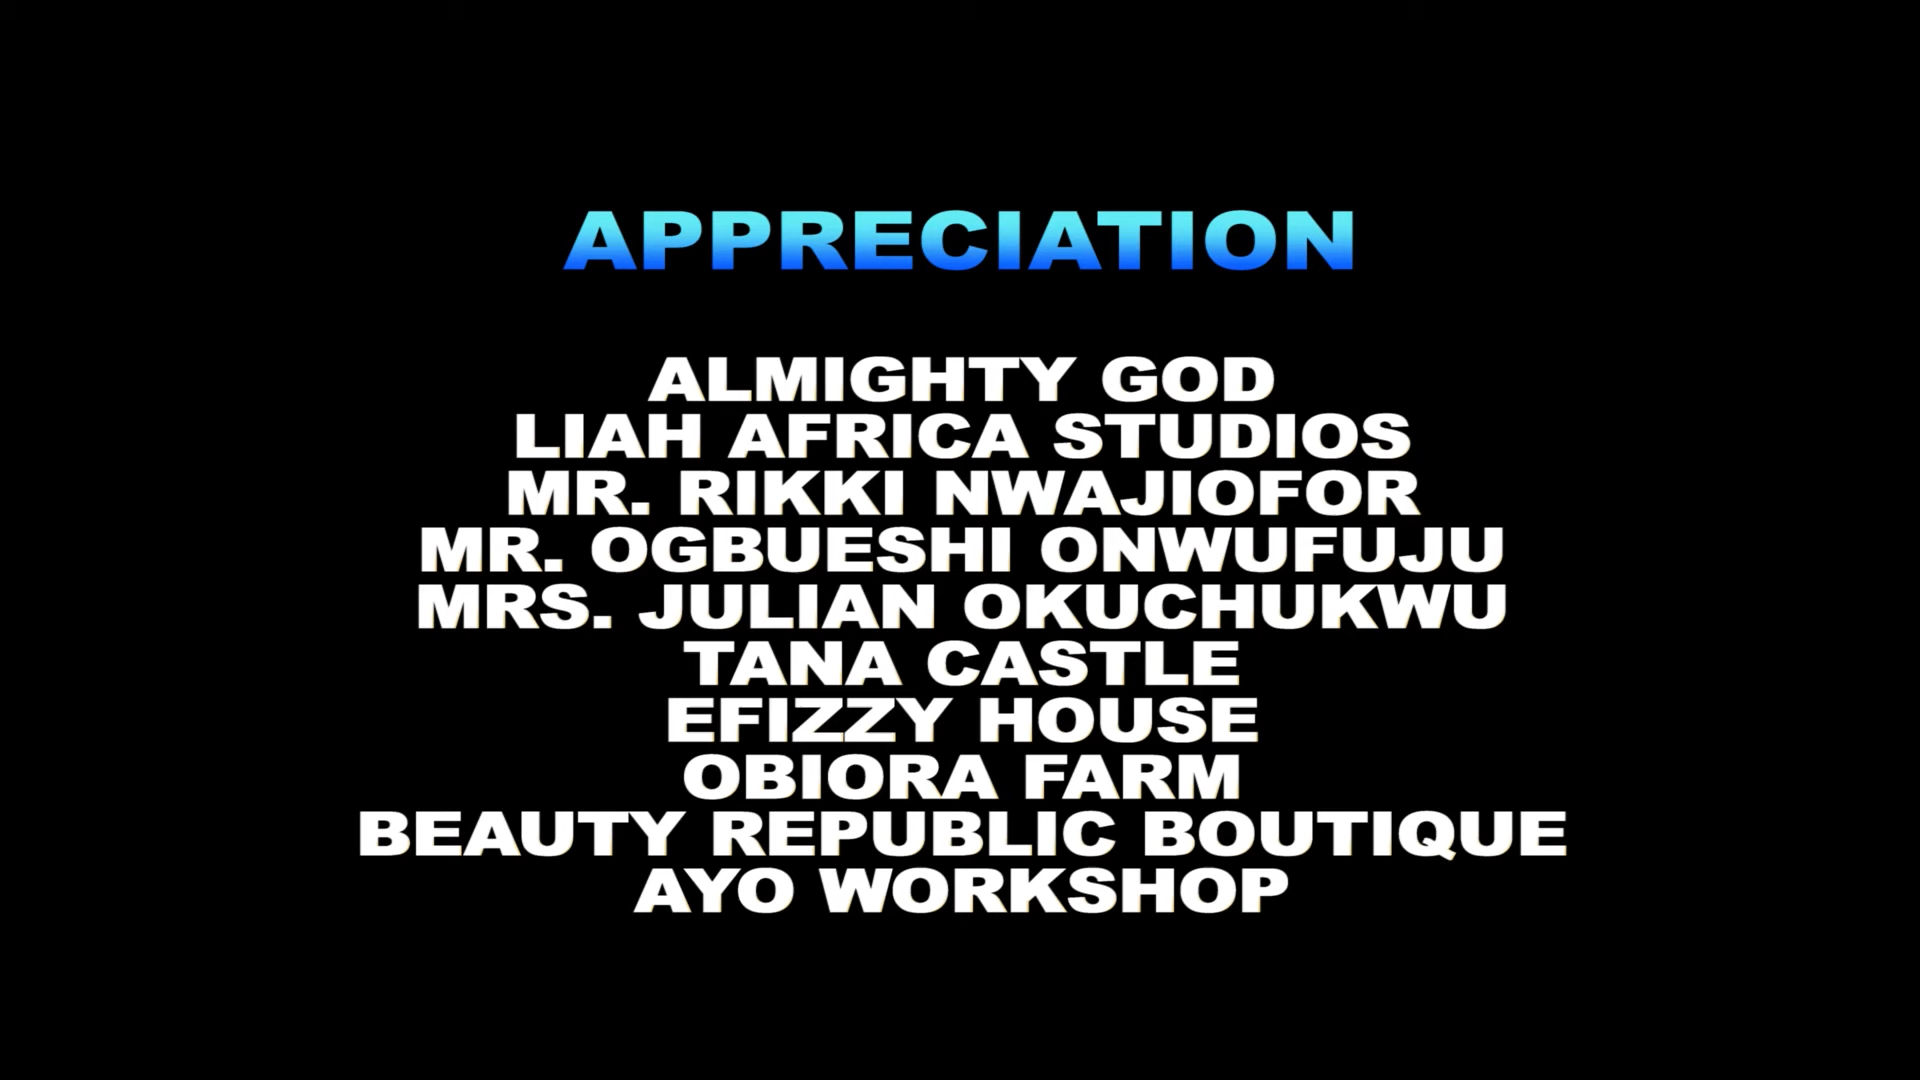 APPRECIATION
ALMIGHTY GOD
LIAH AFRICA STUDIOS
MR. RIKKI NWAJIOFOR
MR. OGBUESHI ONWUFUJU
MRS. JULIAN OKUCHUKWU
TANA CASTLE
EFIZZY HOUSE
OBIORA FARM
BEAUTY REPUBLIC BOUTIQUE
AYO WORKSHOP